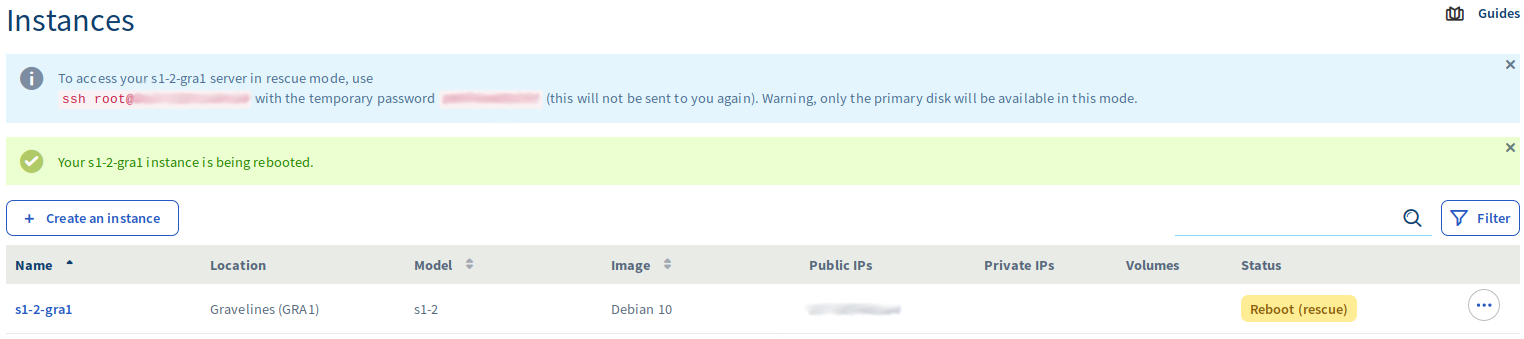 Instances
Guides
To access your s1-2-gra1 server in rescue mode, use
ssh root@ with the temporary password (this will not be sent to you again). Warning, only the primary disk will be available in this mode.
Your s1-2-gra1 instance is being rebooted.
+ Create an instance
Filter
Name Location Model Image Public IPs Private IPs Volumes Status
s1-2-gra1 Gravelines (GRA1) s1-2 Debian 10 Reboot (rescue)